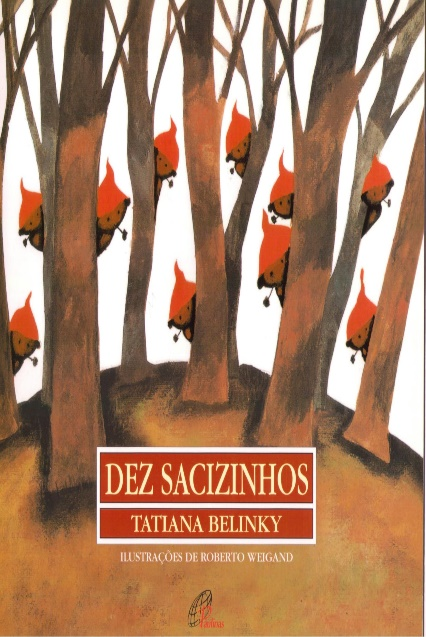 DEZ SACIZINHOS
TATIANA BELINKY
ILUSTRAÇÕES DE ROBERTO WEIGAND